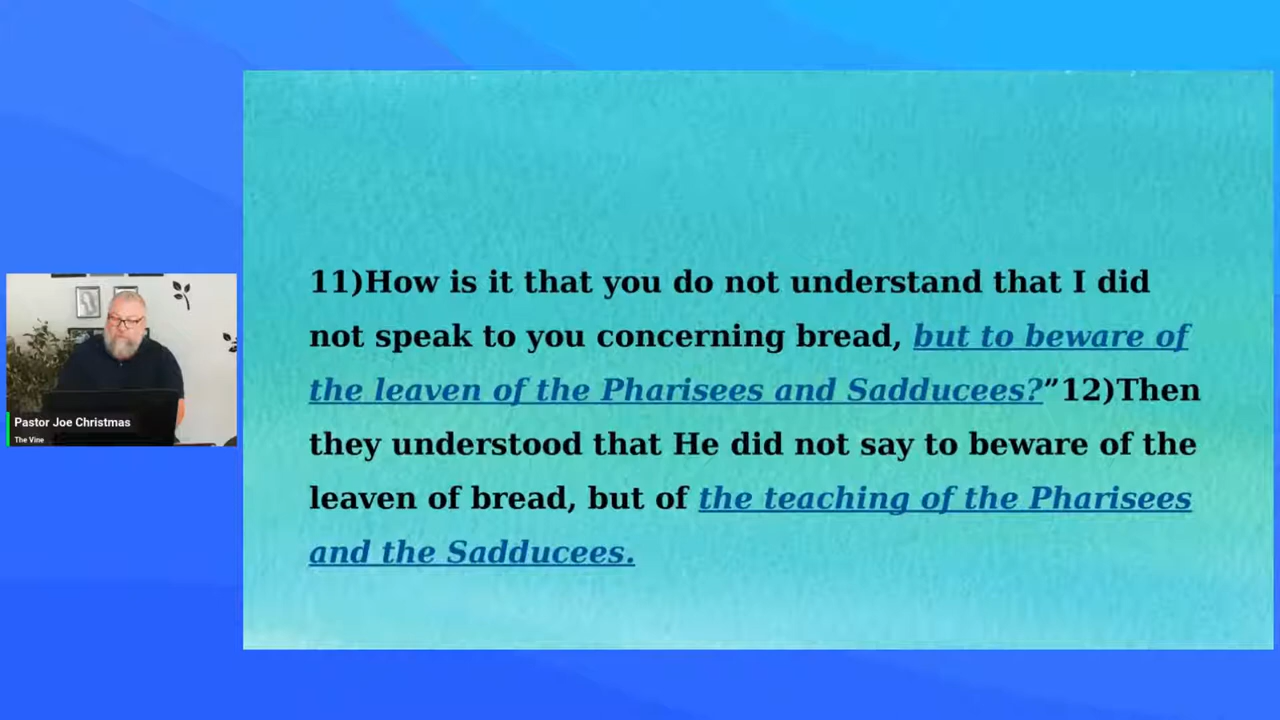 11)How is it that you do not understand that I did
not speak to you concerning bread, but to beware of
the leaven of the Pharisees and Sadducees?”12)Then
they understood that He did not say to beware of the
leaven of bread, but of the teaching of the Pharisees
and the Sadducees.
Pastor Joe Christmas
The Vine